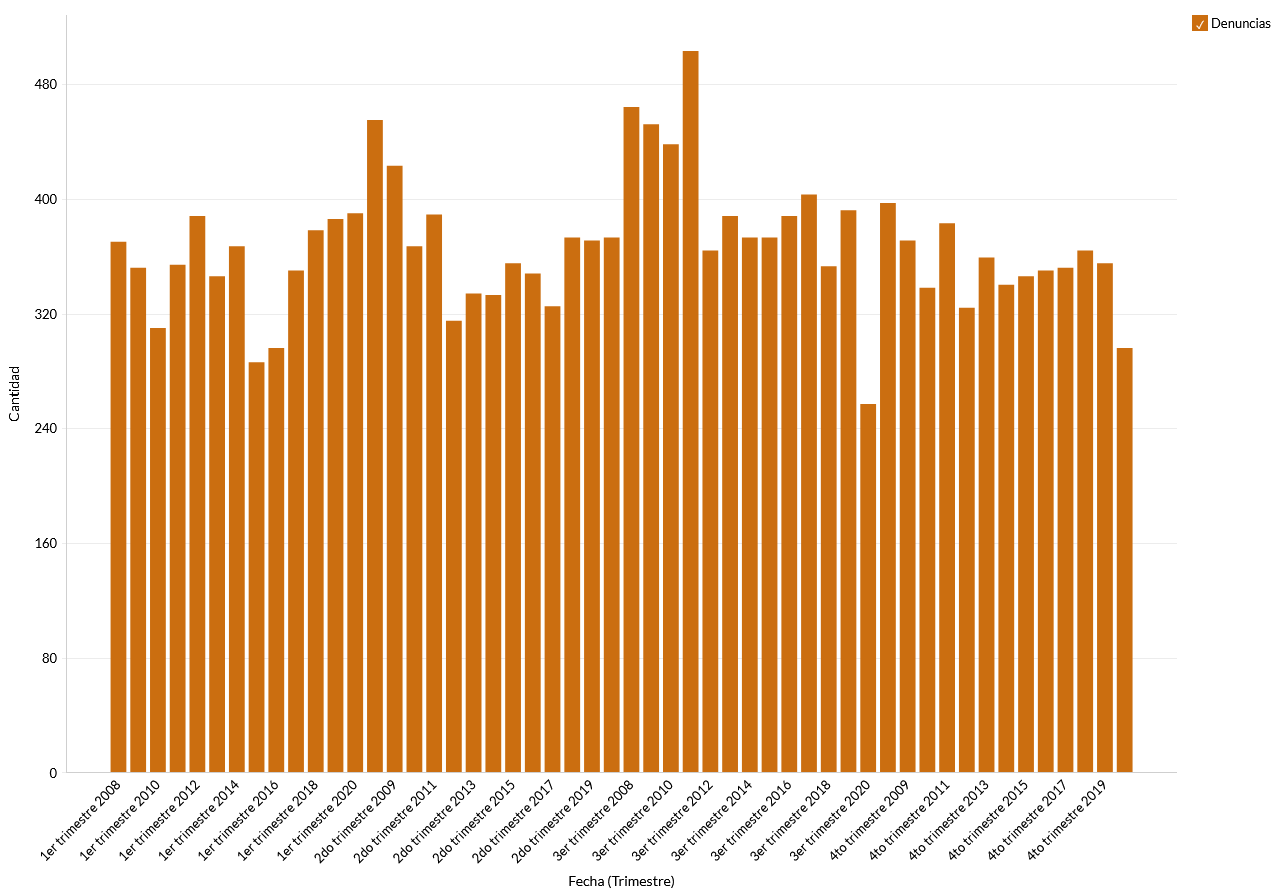 Denuncias
480
400
320
240
160
80
0
Cantidad
1er trimestre 2008
1er trimestre 2010
1er trimestre 2012
1er trimestre 2014
1er trimestre 2016
1er trimestre 2018
1er trimestre 2020
2do trimestre 2009
2do trimestre 2011
2do trimestre 2013
2do trimestre 2015
2do trimestre 2017
2do trimestre 2019
3er trimestre 2008
3er trimestre 2010
3er trimestre 2012
3er trimestre 2014
3er trimestre 2016
3er trimestre 2018
3er trimestre 2020
4to trimestre 2009
4to trimestre 2011
4to trimestre 2013
4to trimestre 2015
4to trimestre 2017
4to trimestre 2019
Fecha (Trimestre)